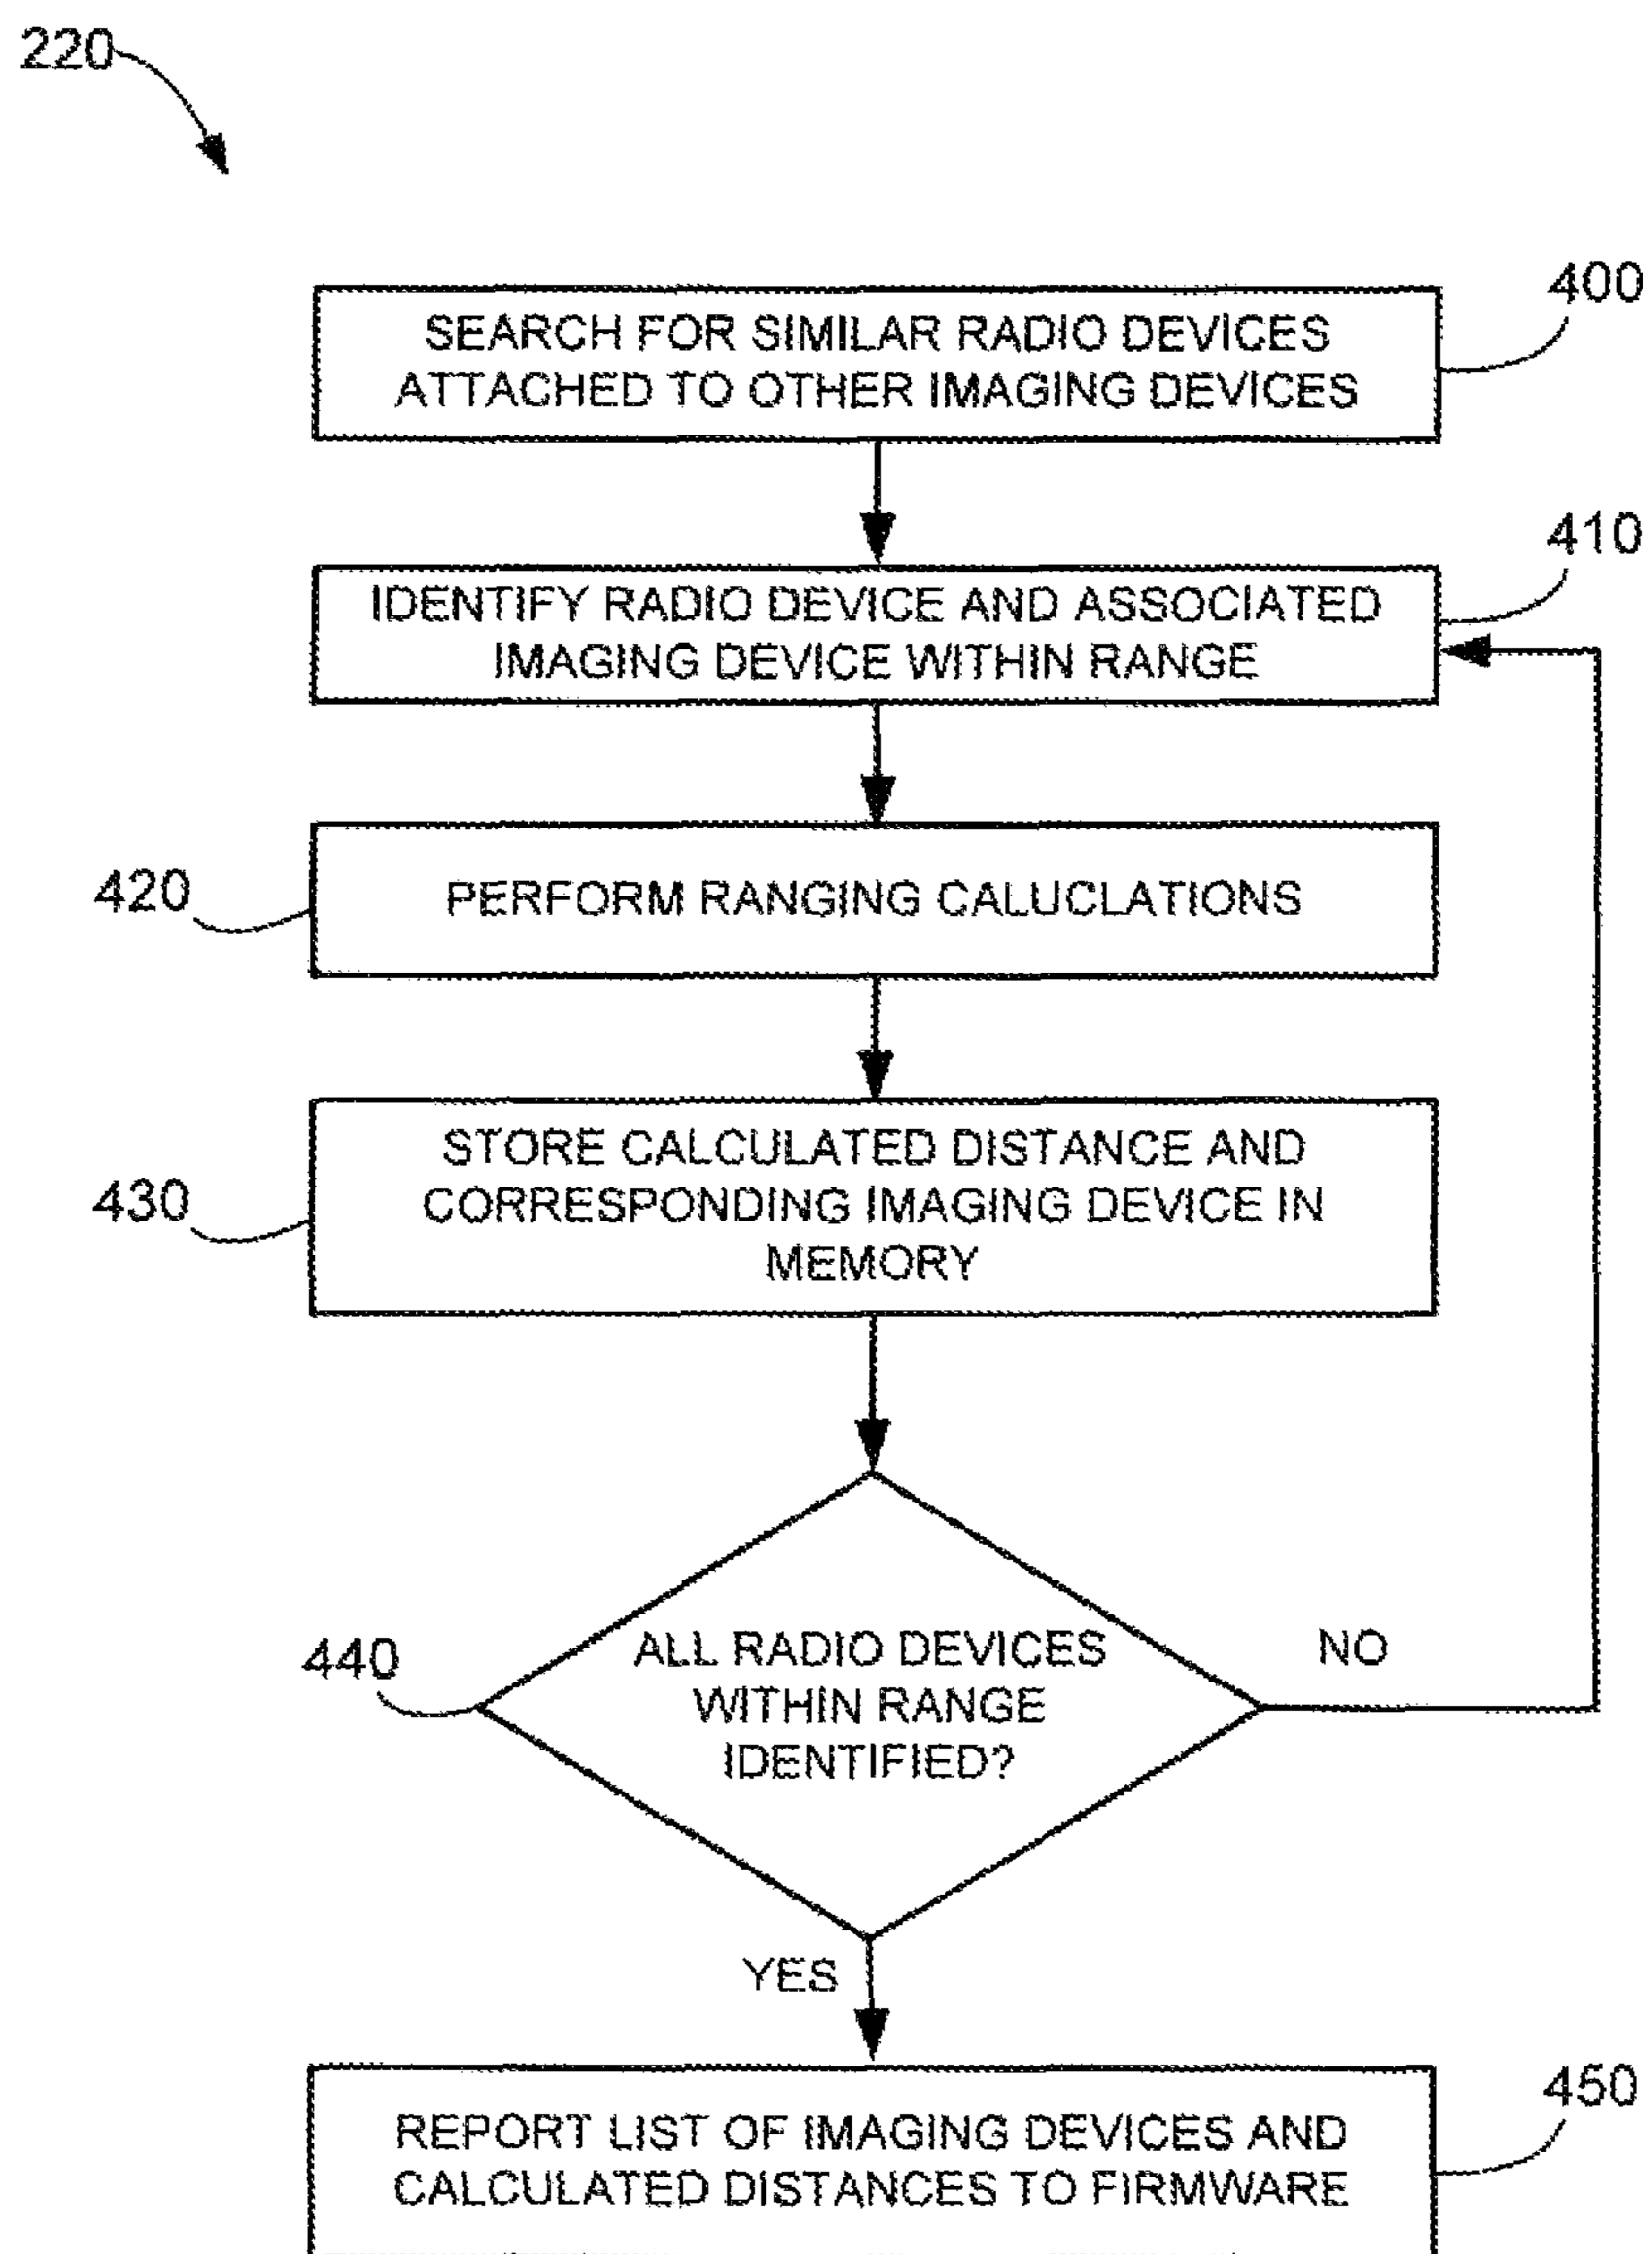 220
400
SEARCH FOR SIMILAR RADIO DEVICES
ATTACHED TO OTHER IMAGING DEVICES
410
IDENTIFY RADIO DEVICE AND ASSOCIATED
IMAGING DEVICE WITHIN RANGE
420
PERFORM RANGING CALUCLATIONS
430
STORE CALCULATED DISTANCE AND
CORRESPONDING IMAGING DEVICE IN
MEMORY
440
ALL RADIO DEVICES
WITHIN RANGE
IDENTIFIED?
NO
YES
450
REPORT LIST OF IMAGING DEVICES AND
CALCULATED DISTANCES TO FIRMWARE